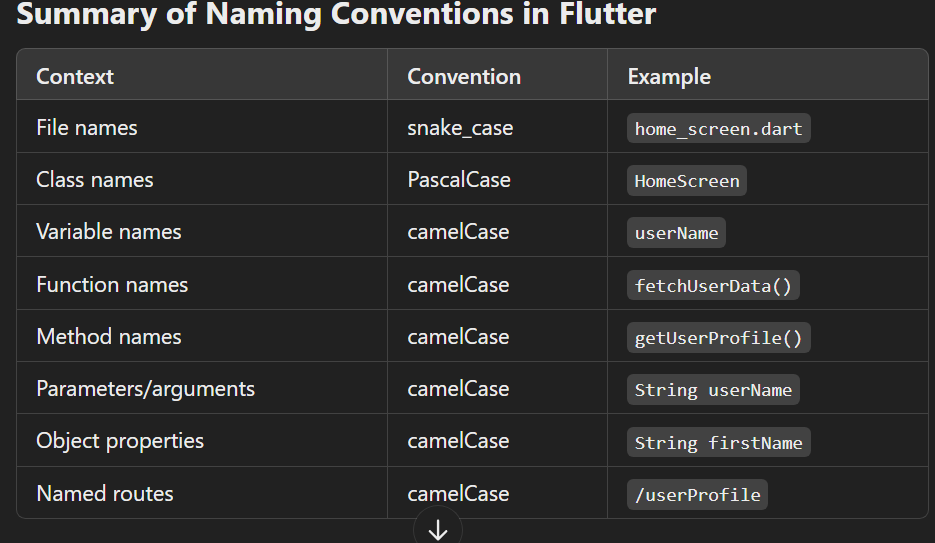 Summary of Naming Conventions in Flutter
Context Convention Example
File names snake_case home_screen.dart
Class names PascalCase HomeScreen
Variable names camelCase userName
Function names camelCase fetchUserData()
Method names camelCase getUserProfile()
Parameters/arguments camelCase String userName
Object properties camelCase String firstName
Named routes camelCase /userProfile